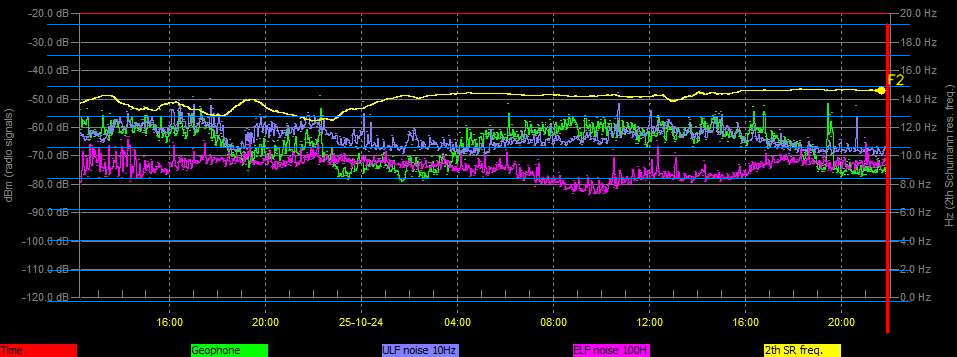 -20.0 dB 20.0 Hz
-30.0 dB 18.0 Hz
-40.0 dB 16.0 Hz
F2
-50.0 dB 14.0 Hz
-60.0 dB 12.0 Hz
-70.0 dB 10.0 Hz
-80.0 dB 8.0 Hz
-90.0 dB 6.0 Hz
-100.0 dB 4.0 Hz
-110.0 dB 2.0 Hz
-120.0 dB 0.0 Hz
dBm (radio signals)
Hz (2th Schumann res. freq.)
16:00 20:00 25-10-24 04:00 08:00 12:00 16:00 20:00
Time Geophone ULF noise 10Hz ELF noise 100H 2th SR freq.